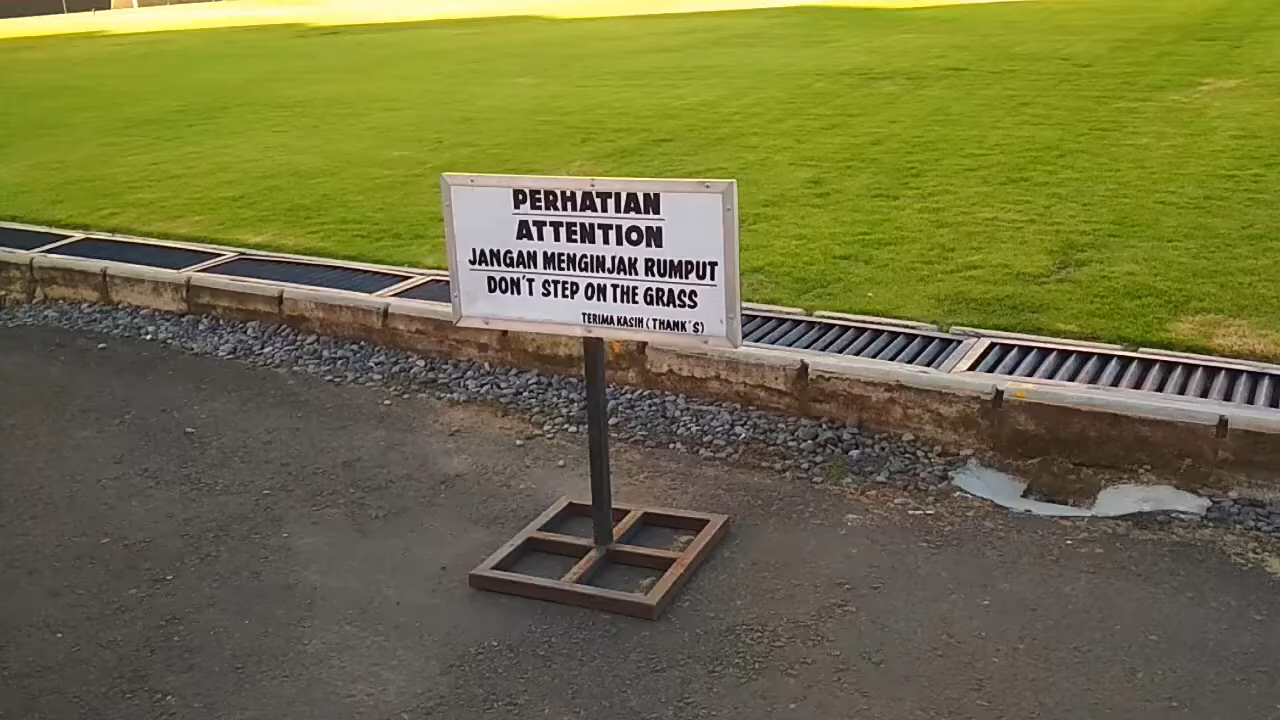 PERHATIAN
ATTENTION
JANGAN MENGINJAK RUMPUT
DON'T STEP ON THE GRASS
TERIMA KASIH (THANK'S)